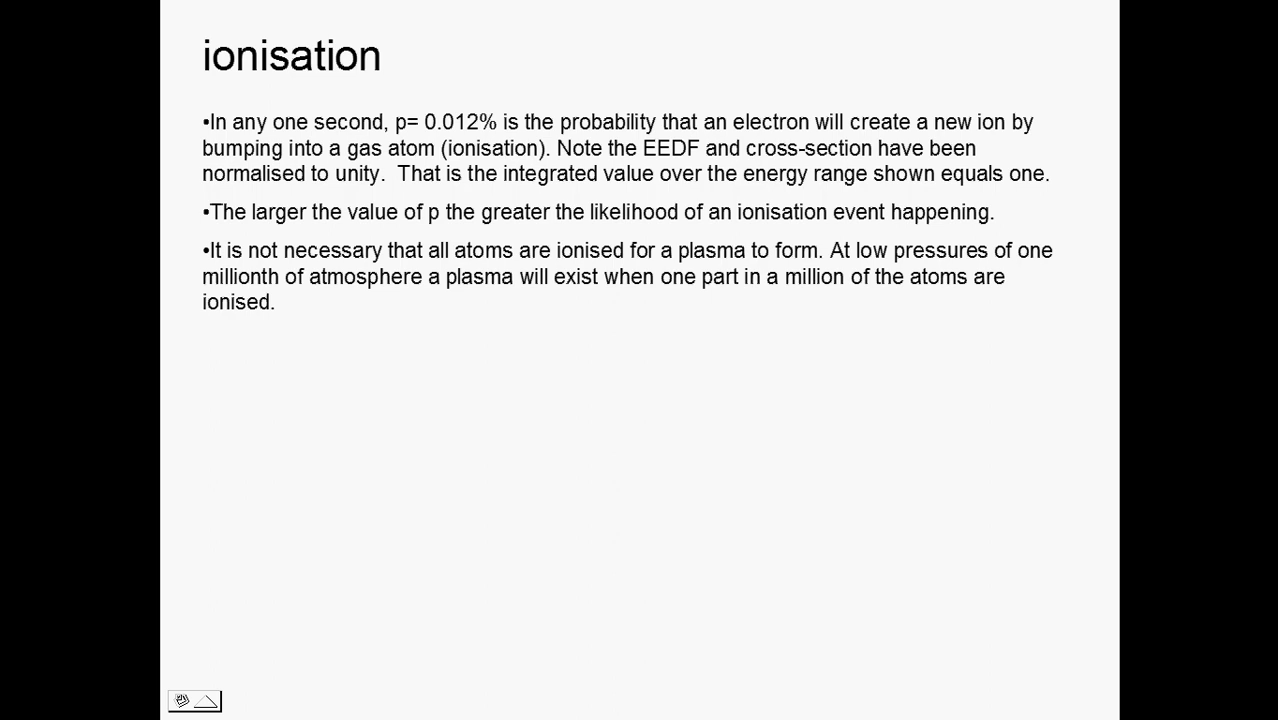 ionisation
•In any one second, p= 0.012% is the probability that an electron will create a new ion by
bumping into a gas atom (ionisation). Note the EEDF and cross-section have been
normalised to unity.  That is the integrated value over the energy range shown equals one.
•The larger the value of p the greater the likelihood of an ionisation event happening.
•It is not necessary that all atoms are ionised for a plasma to form. At low pressures of one
millionth of atmosphere a plasma will exist when one part in a million of the atoms are
ionised.